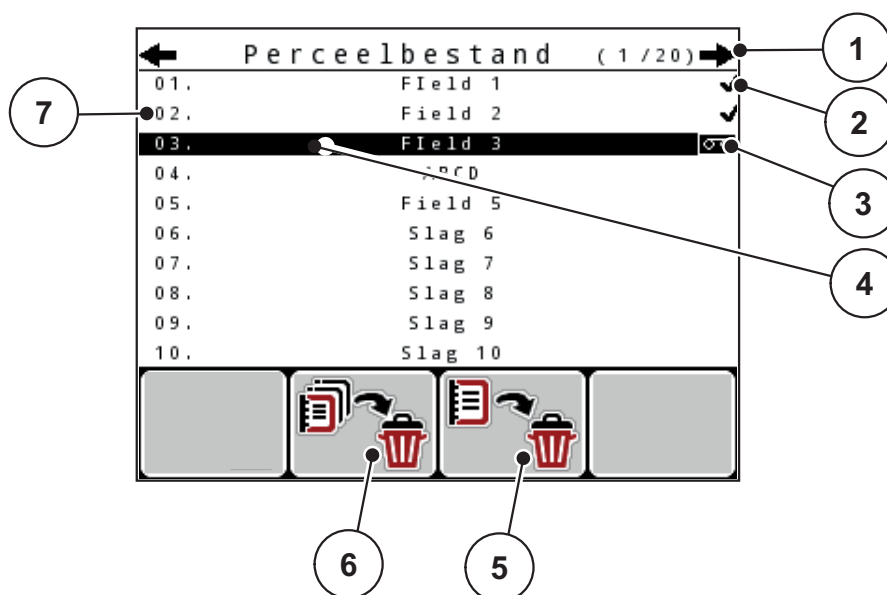 Perceelbestand (1/20)
01. FIeld 1
02. Field 2
03. FIeld 3
04. ABCD
05. Field 5
06. Slag 6
07. Slag 7
08. Slag 8
09. Slag 9
10. Slag 10
1
2
3
4
5
6
7